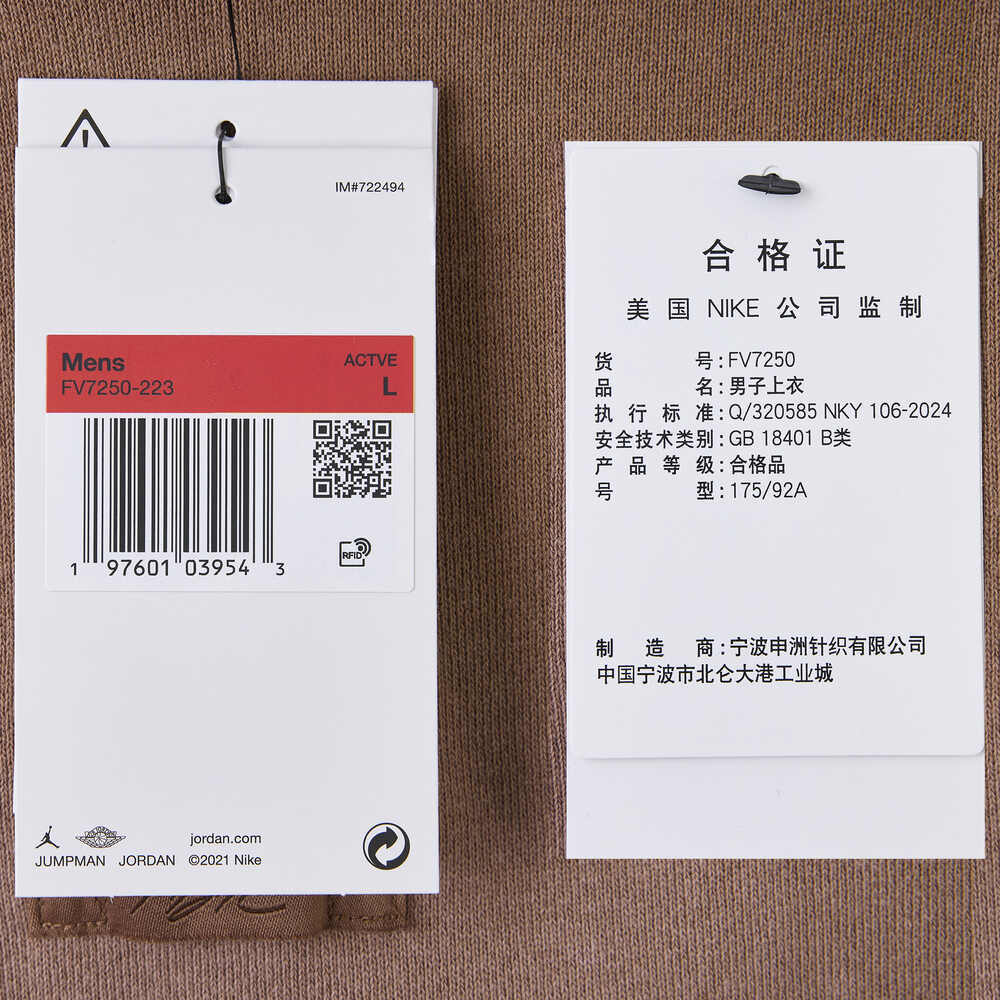 IM#722494
Mens
ACTVE
FV7250-223
L
1 97601 03954 3
RFID
jordan.com
JUMPMAN JORDAN ©2021 Nike
合格证
美国 NIKE 公司监制
货号:FV7250
品名:男子上衣
执行标准:Q/320585 NKY 106-2024
安全技术类别:GB 18401 B类
产品等级:合格品
号型:175/92A
制造商:宁波申洲针织有限公司
中国宁波市北仑大港工业城